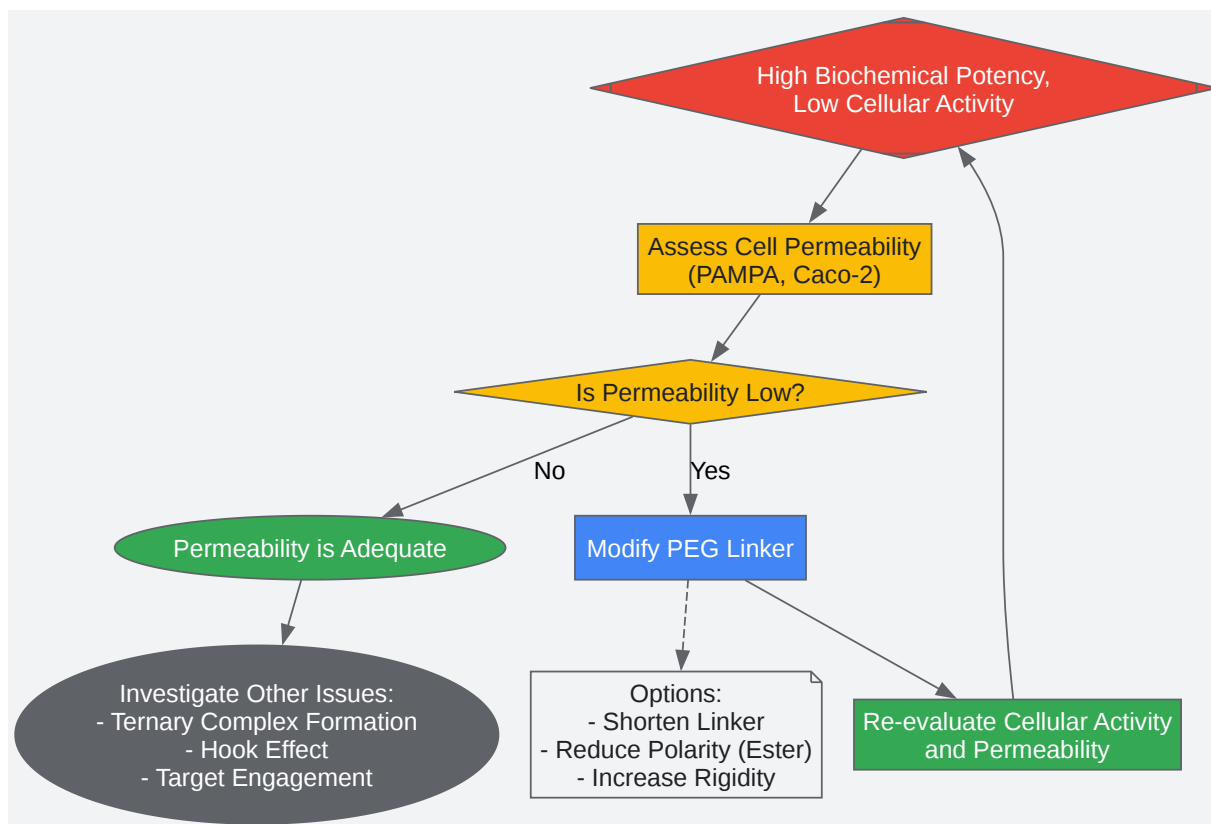 High Biochemical Potency,
Low Cellular Activity
Assess Cell Permeability
(PAMPA, Caco-2)
Is Permeability Low?
No
Yes
Permeability is Adequate
Modify PEG Linker
Investigate Other Issues:
- Ternary Complex Formation
- Hook Effect
- Target Engagement
Options:
- Shorten Linker
- Reduce Polarity (Ester)
- Increase Rigidity
Re-evaluate Cellular Activity
and Permeability